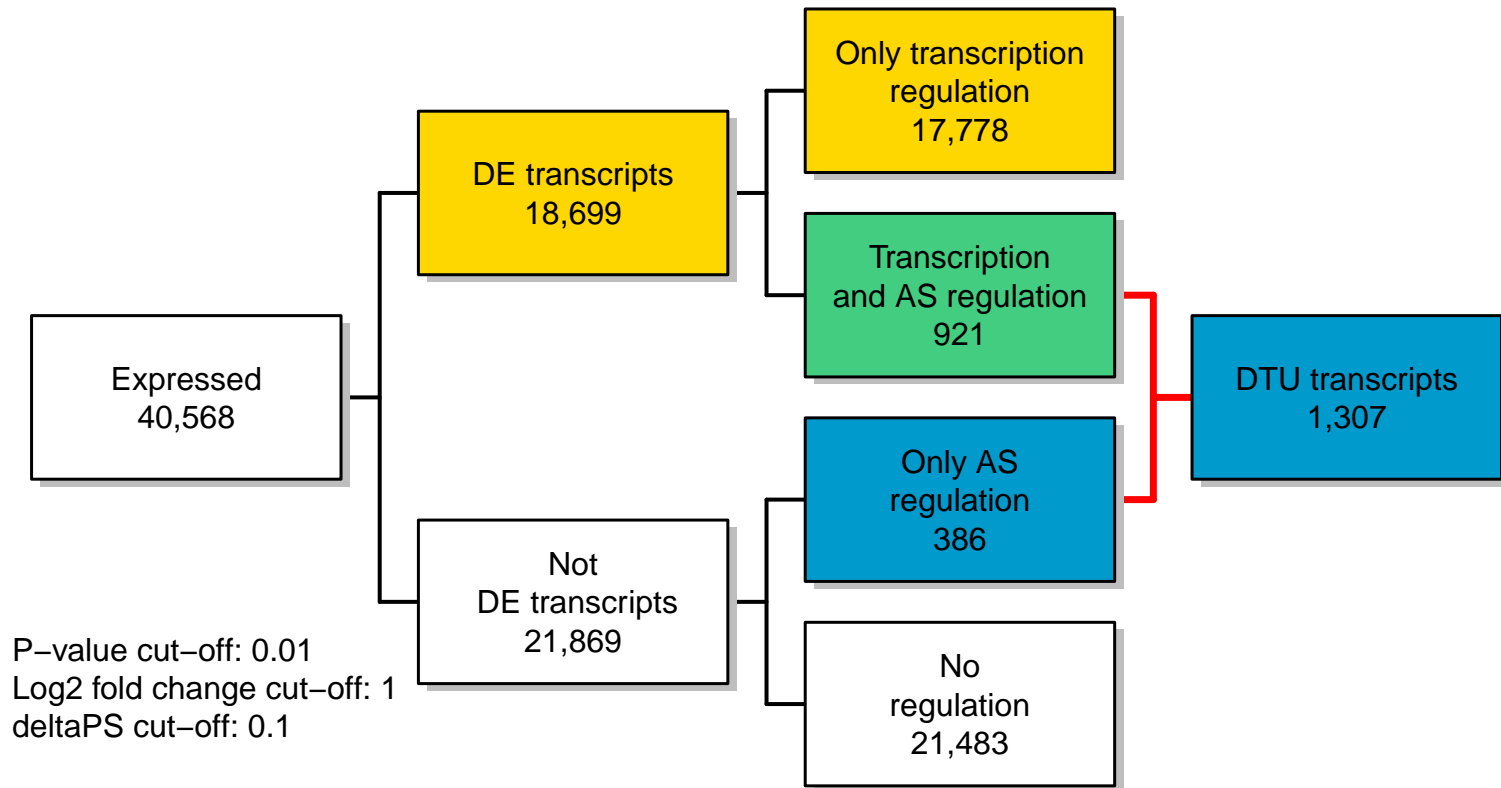 Expressed
40,568
DE transcripts
18,699
Not
DE transcripts
21,869
Only transcription
regulation
17,778
Transcription
and AS regulation
921
Only AS
regulation
386
No
regulation
21,483
DTU transcripts
1,307
P−value cut−off: 0.01
Log2 fold change cut−off: 1
deltaPS cut−off: 0.1